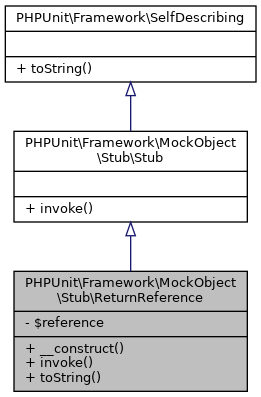 PHPUnit\Framework\SelfDescribing
+ toString()
PHPUnit\Framework\MockObject
\Stub\Stub
+ invoke()
PHPUnit\Framework\MockObject
\Stub\ReturnReference
- $reference
+ __construct()
+ invoke()
+ toString()